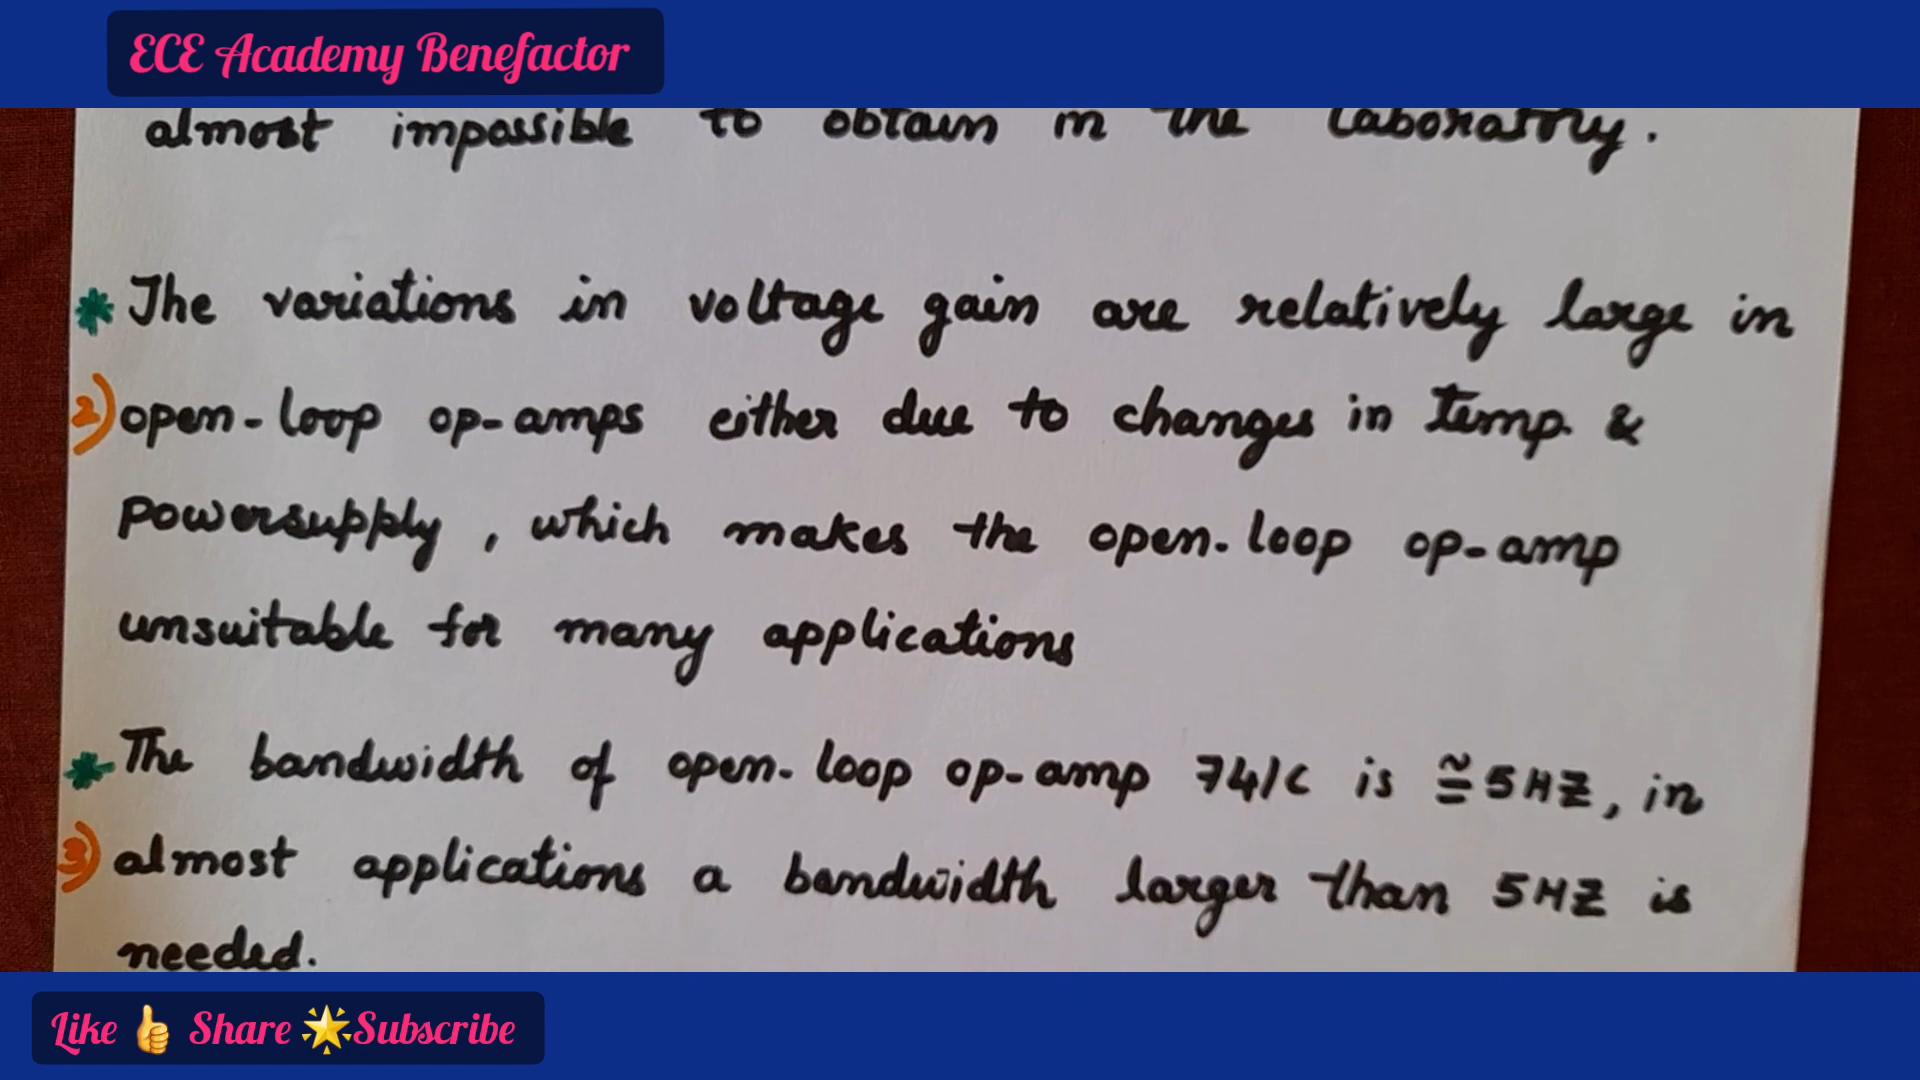 ECE Academy Benefactor
almost impossible to obtain in the laboratory.
* The variations in voltage gain are relatively large in
2) open-loop op-amps either due to changes in temp. &
powersupply, which makes the open-loop op-amp
unsuitable for many applications
* The bandwidth of open-loop op-amp 741C is ≅ 5HZ, in
3) almost applications a bandwidth larger than 5HZ is
needed.
Like 👍 Share 🌟Subscribe